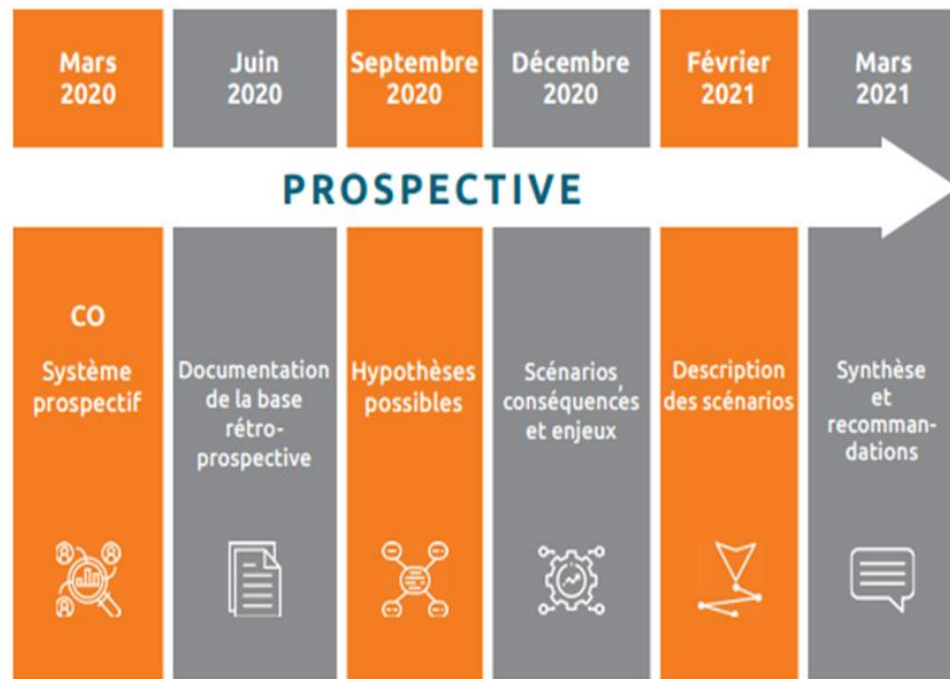 Mars
2020
Juin
2020
Septembre
2020
Décembre
2020
Février
2021
Mars
2021
PROSPECTIVE
CO
Système
prospectif
Documentation
de la base
rétro-
prospective
Hypothèses
possibles
Scénarios,
conséquences
et enjeux
Description
des scénarios
Synthèse
et
recomman-
dations